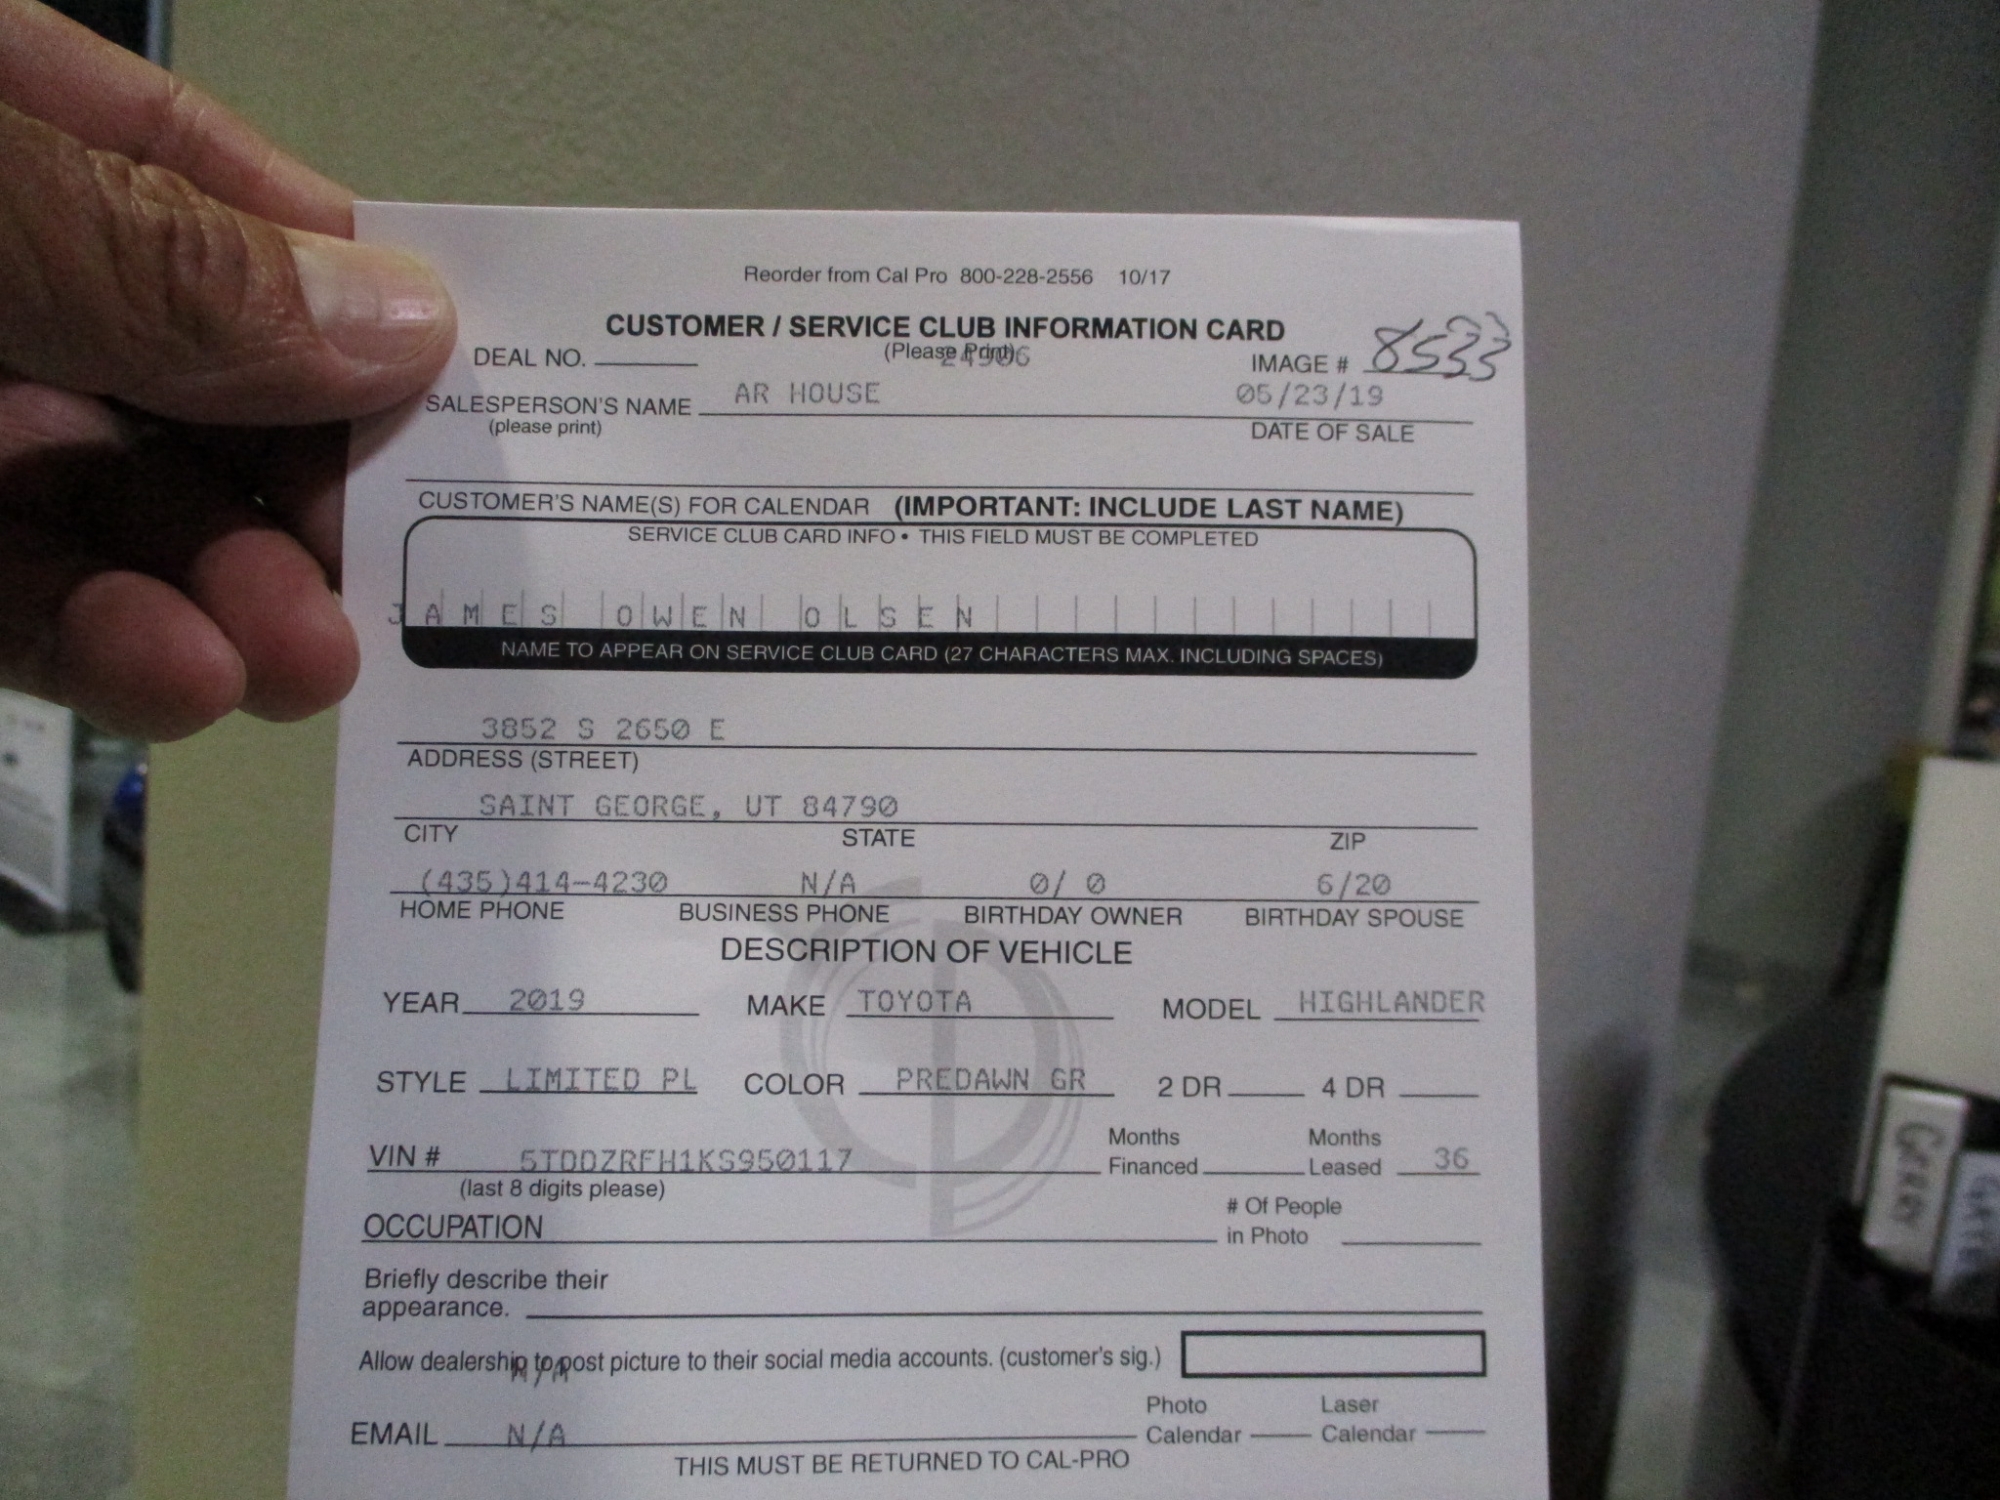 Reorder from Cal Pro 800-228-2556 10/17
CUSTOMER / SERVICE CLUB INFORMATION CARD
(Please Print) 24906
DEAL NO. IMAGE # 8533
SALESPERSON'S NAME AR HOUSE 05/23/19
(please print) DATE OF SALE
CUSTOMER'S NAME(S) FOR CALENDAR (IMPORTANT: INCLUDE LAST NAME)
SERVICE CLUB CARD INFO • THIS FIELD MUST BE COMPLETED
JAMES OWEN OLSEN
NAME TO APPEAR ON SERVICE CLUB CARD (27 CHARACTERS MAX. INCLUDING SPACES)
3852 S 2650 E
ADDRESS (STREET)
SAINT GEORGE, UT 84790
CITY STATE ZIP
(435)414-4230 N/A 0/ 0 6/20
HOME PHONE BUSINESS PHONE BIRTHDAY OWNER BIRTHDAY SPOUSE
DESCRIPTION OF VEHICLE
YEAR 2019 MAKE TOYOTA MODEL HIGHLANDER
STYLE LIMITED PL COLOR PREDAWN GR 2 DR 4 DR
VIN # 5TDDZRFH1KS950117 Months Financed Months Leased 36
(last 8 digits please)
OCCUPATION # Of People in Photo
Briefly describe their
appearance.
Allow dealership to post picture to their social media accounts. (customer's sig.)
N/A
EMAIL N/A Photo Calendar Laser Calendar
THIS MUST BE RETURNED TO CAL-PRO
Gerry